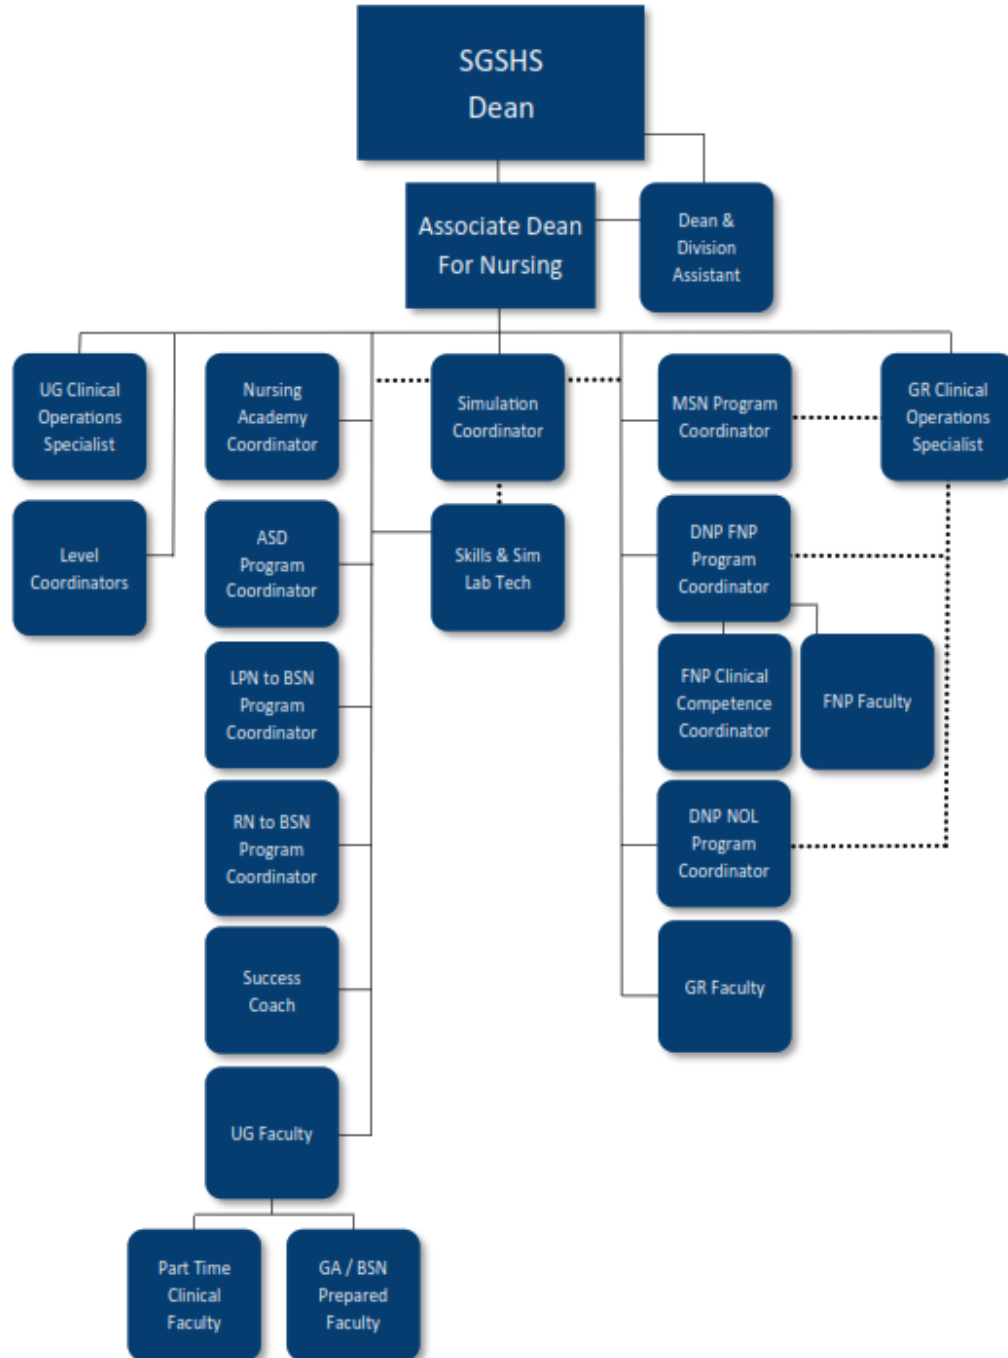 SGSHS
Dean
Associate Dean
For Nursing
Dean &
Division
Assistant
UG Clinical
Operations
Specialist
Nursing
Academy
Coordinator
Simulation
Coordinator
MSN Program
Coordinator
GR Clinical
Operations
Specialist
Level
Coordinators
ASD
Program
Coordinator
Skills & Sim
Lab Tech
DNP FNP
Program
Coordinator
LPN to BSN
Program
Coordinator
FNP Clinical
Competence
Coordinator
FNP Faculty
RN to BSN
Program
Coordinator
DNP NOL
Program
Coordinator
Success
Coach
GR Faculty
UG Faculty
Part Time
Clinical
Faculty
GA / BSN
Prepared
Faculty